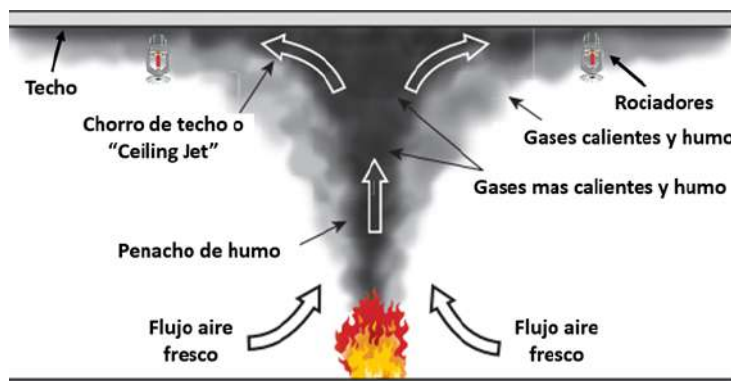 Techo
Rociadores
Chorro de techo o
"Ceiling Jet"
Gases calientes y humo
Gases mas calientes y humo
Penacho de humo
Flujo aire
fresco
Flujo aire
fresco